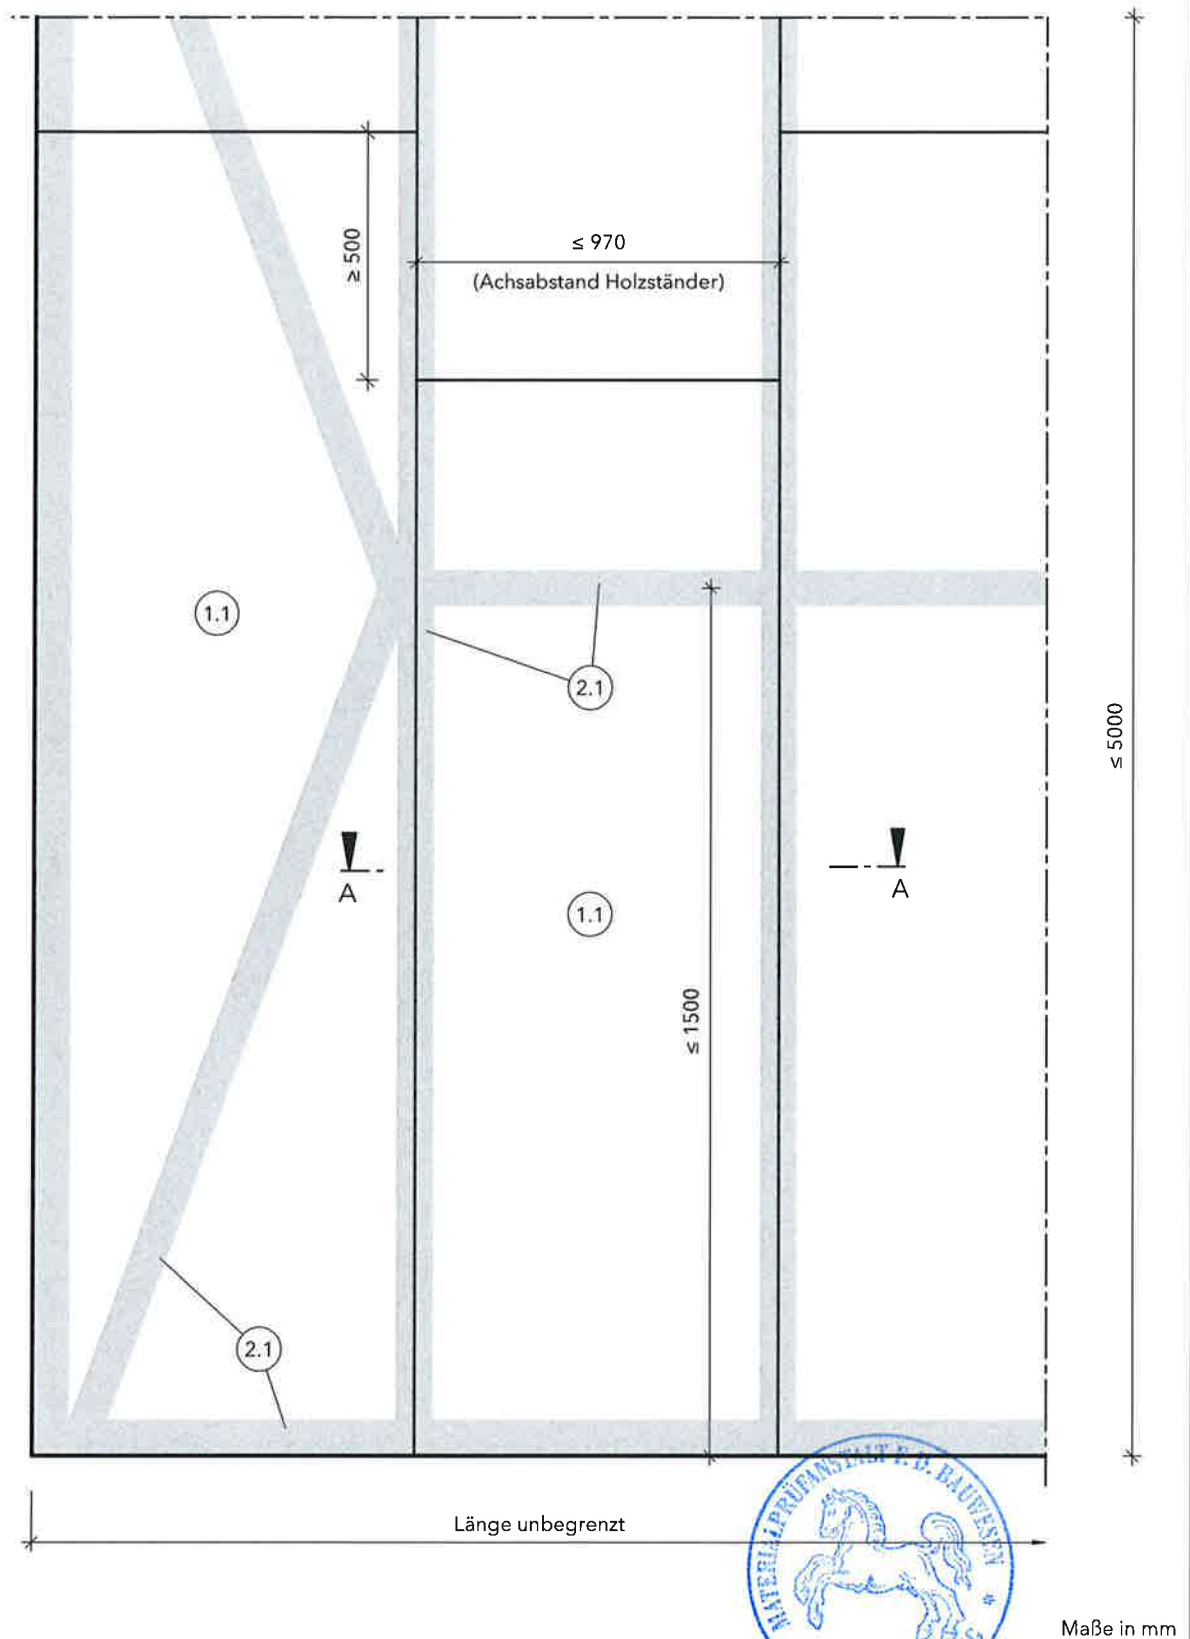 ≤ 970
≥ 500
(Achsabstand Holzständer)
1.1
2.1
≤ 5000
A
A
1.1
≤ 1500
2.1
MATERIALPRÜFANSTALT F. D. BAUWESEN *
Länge unbegrenzt
Maße in mm